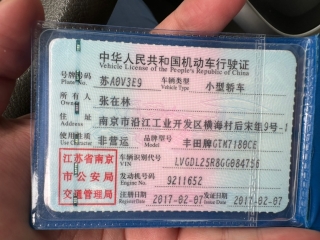 中华人民共和国机动车行驶证
Vehicle License of the People's Republic of China
号牌号码 苏A0V3E9 车辆类型 小型轿车
Plate No. Vehicle Type
所有人 张在林
Owner
住址 南京市沿江工业开发区横海村后宋组9号-1
Address
使用性质 非营运 品牌型号 丰田牌GTM7180CE
Use Character Model
江苏省南京市公安局交通管理局
车辆识别代号 LVGDL2SR8GG084756
VIN
发动机号码 9211652
Engine No.
注册日期 2017-02-07 发证日期 2017-02-07
Register Date Issue Date